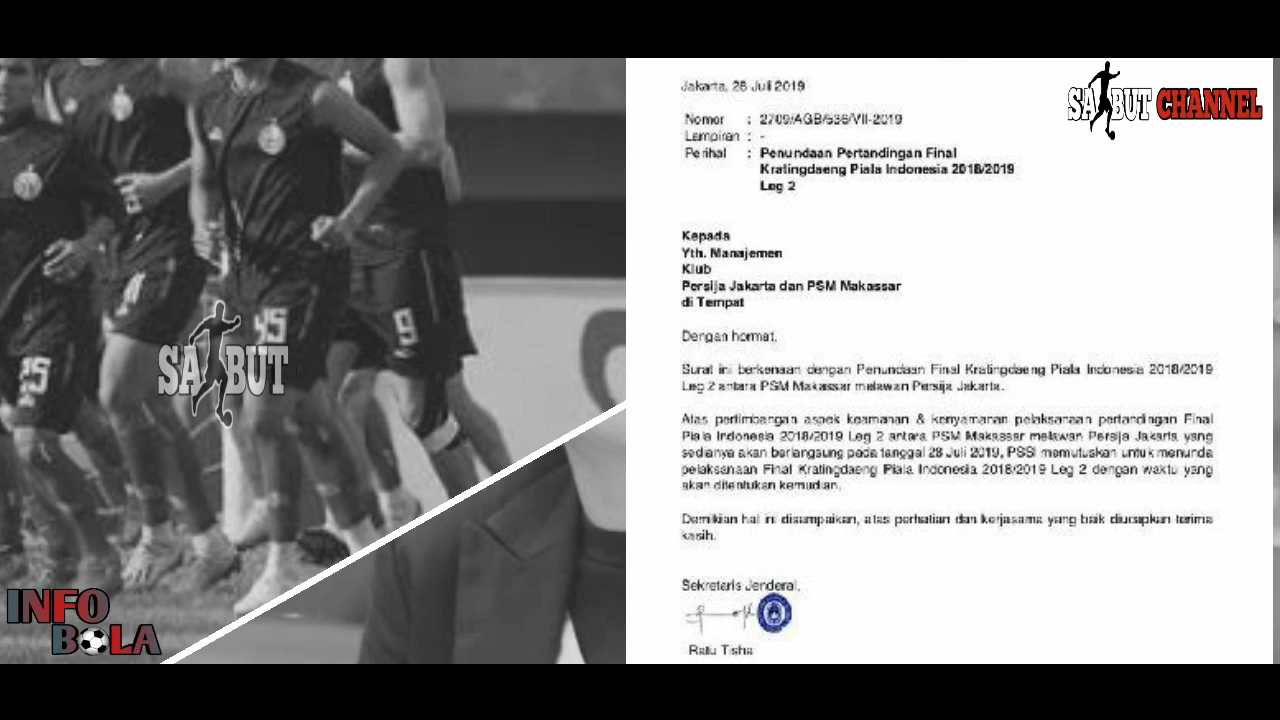 SABUT CHANNEL
Jakarta, 28 Juli 2019
Nomor : 2709/AGB/536/VII-2019
Lampiran : -
Perihal : Penundaan Pertandingan Final
Kratingdaeng Piala Indonesia 2018/2019
Leg 2
Kepada
Yth. Manajemen
Klub
Persija Jakarta dan PSM Makassar
di Tempat
Dengan hormat,
Surat ini berkenaan dengan Penundaan Final Kratingdaeng Piala Indonesia 2018/2019
Leg 2 antara PSM Makassar melawan Persija Jakarta.
Atas pertimbangan aspek keamanan & kenyamanan pelaksanaan pertandingan Final
Piala Indonesia 2018/2019 Leg 2 antara PSM Makassar melawan Persija Jakarta yang
sedianya akan berlangsung pada tanggal 28 Juli 2019, PSSI memutuskan untuk menunda
pelaksanaan Final Kratingdaeng Piala Indonesia 2018/2019 Leg 2 dengan waktu yang
akan ditentukan kemudian.
Demikian hal ini disampaikan, atas perhatian dan kerjasama yang baik diucapkan terima
kasih.
Sekretaris Jenderal,
Ratu Tisha
45
9
25
SABUT
INFO
BOLA